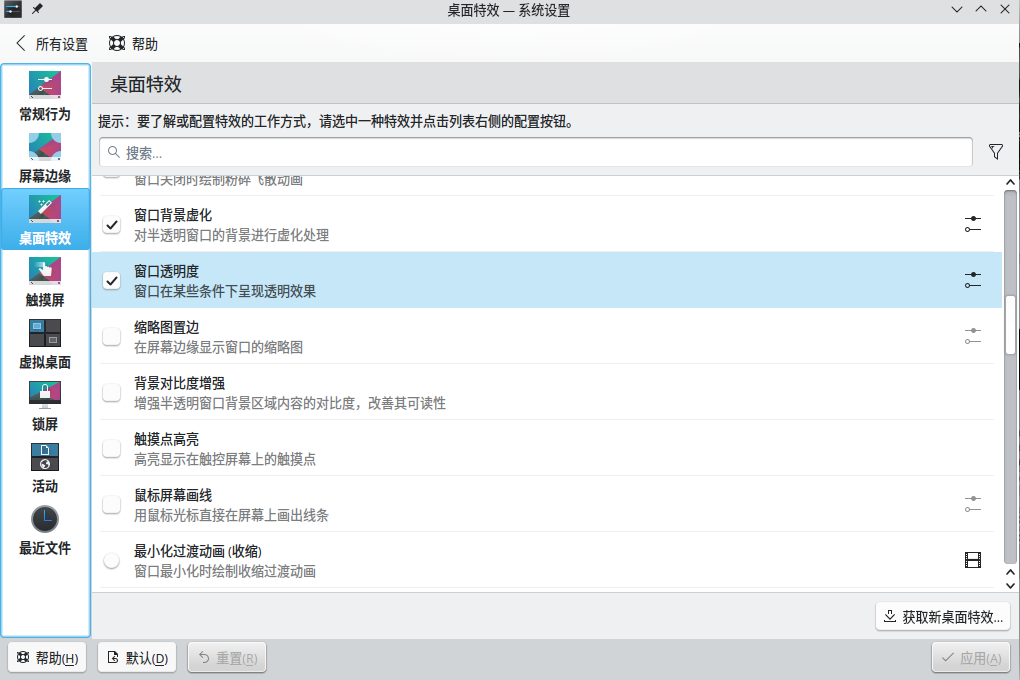 桌面特效 — 系统设置
所有设置
帮助
常规行为
屏幕边缘
桌面特效
触摸屏
虚拟桌面
锁屏
活动
最近文件
桌面特效
提示：要了解或配置特效的工作方式，请选中一种特效并点击列表右侧的配置按钮。
搜索...
窗口关闭时绘制粉碎飞散动画
窗口背景虚化
对半透明窗口的背景进行虚化处理
窗口透明度
窗口在某些条件下呈现透明效果
缩略图置边
在屏幕边缘显示窗口的缩略图
背景对比度增强
增强半透明窗口背景区域内容的对比度，改善其可读性
触摸点高亮
高亮显示在触控屏幕上的触摸点
鼠标屏幕画线
用鼠标光标直接在屏幕上画出线条
最小化过渡动画 (收缩)
窗口最小化时绘制收缩过渡动画
获取新桌面特效...
帮助(H)
默认(D)
重置(R)
应用(A)